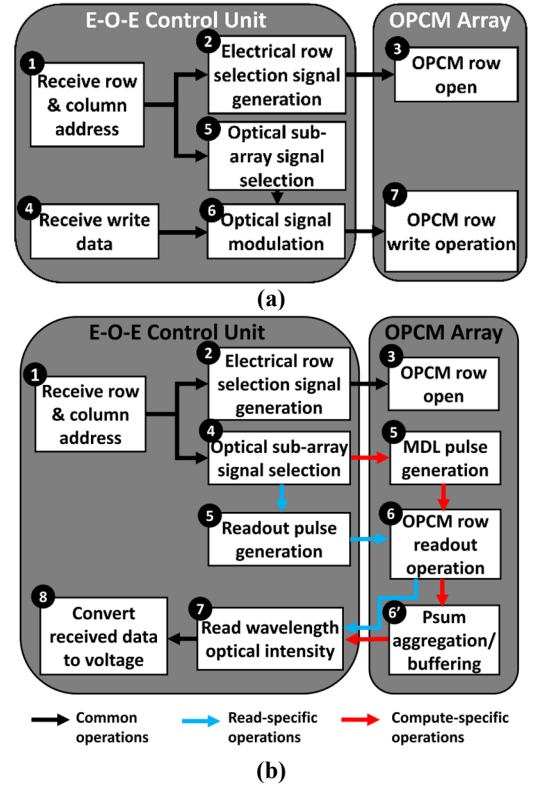 E-O-E Control Unit
OPCM Array
1
Receive row
& column
address
2
Electrical row
selection signal
generation
3
OPCM row
open
5
Optical sub-
array signal
selection
4
Receive write
data
6
Optical signal
modulation
7
OPCM row
write operation
(a)
E-O-E Control Unit
OPCM Array
1
Receive row
& column
address
2
Electrical row
selection signal
generation
3
OPCM row
open
4
Optical sub-array
signal selection
5
MDL pulse
generation
5
Readout pulse
generation
6
OPCM row
readout
operation
8
Convert
received data
to voltage
7
Read wavelength
optical intensity
6’
Psum
aggregation/
buffering
Common
operations
Read-specific
operations
Compute-specific
operations
(b)